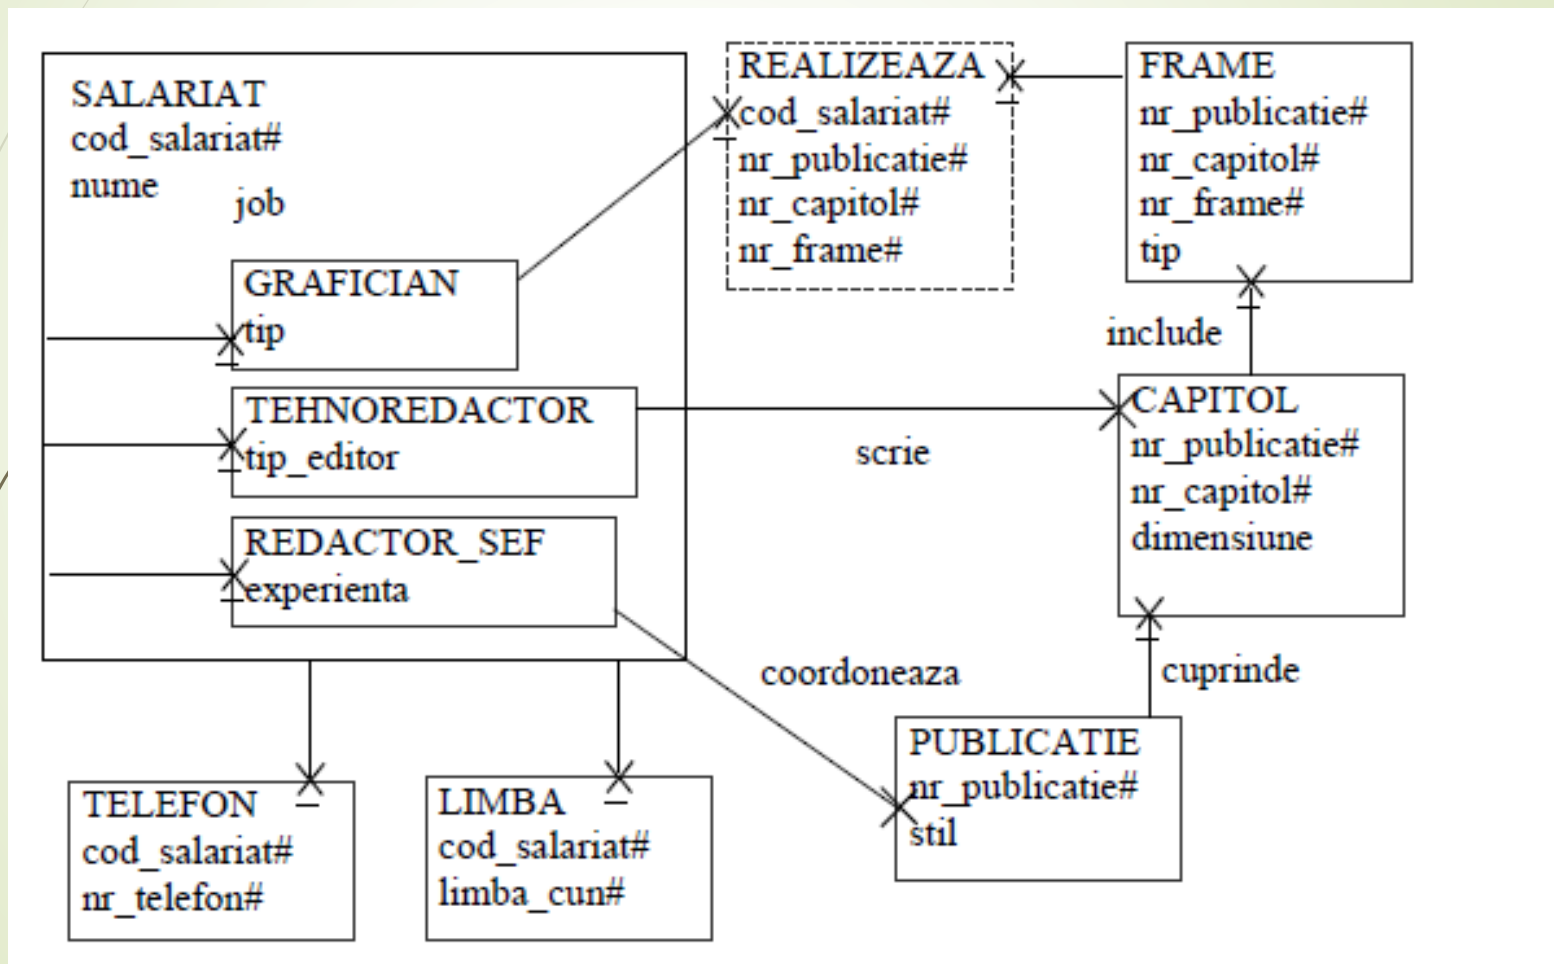 SALARIAT
cod_salariat#
nume
job
GRAFICIAN
tip
TEHNOREDACTOR
tip_editor
REDACTOR_SEF
experienta
REALIZEAZA
cod_salariat#
nr_publicatie#
nr_capitol#
nr_frame#
FRAME
nr_publicatie#
nr_capitol#
nr_frame#
tip
include
scrie
CAPITOL
nr_publicatie#
nr_capitol#
dimensiune
coordoneaza
cuprinde
PUBLICATIE
nr_publicatie#
stil
TELEFON
cod_salariat#
nr_telefon#
LIMBA
cod_salariat#
limba_cun#